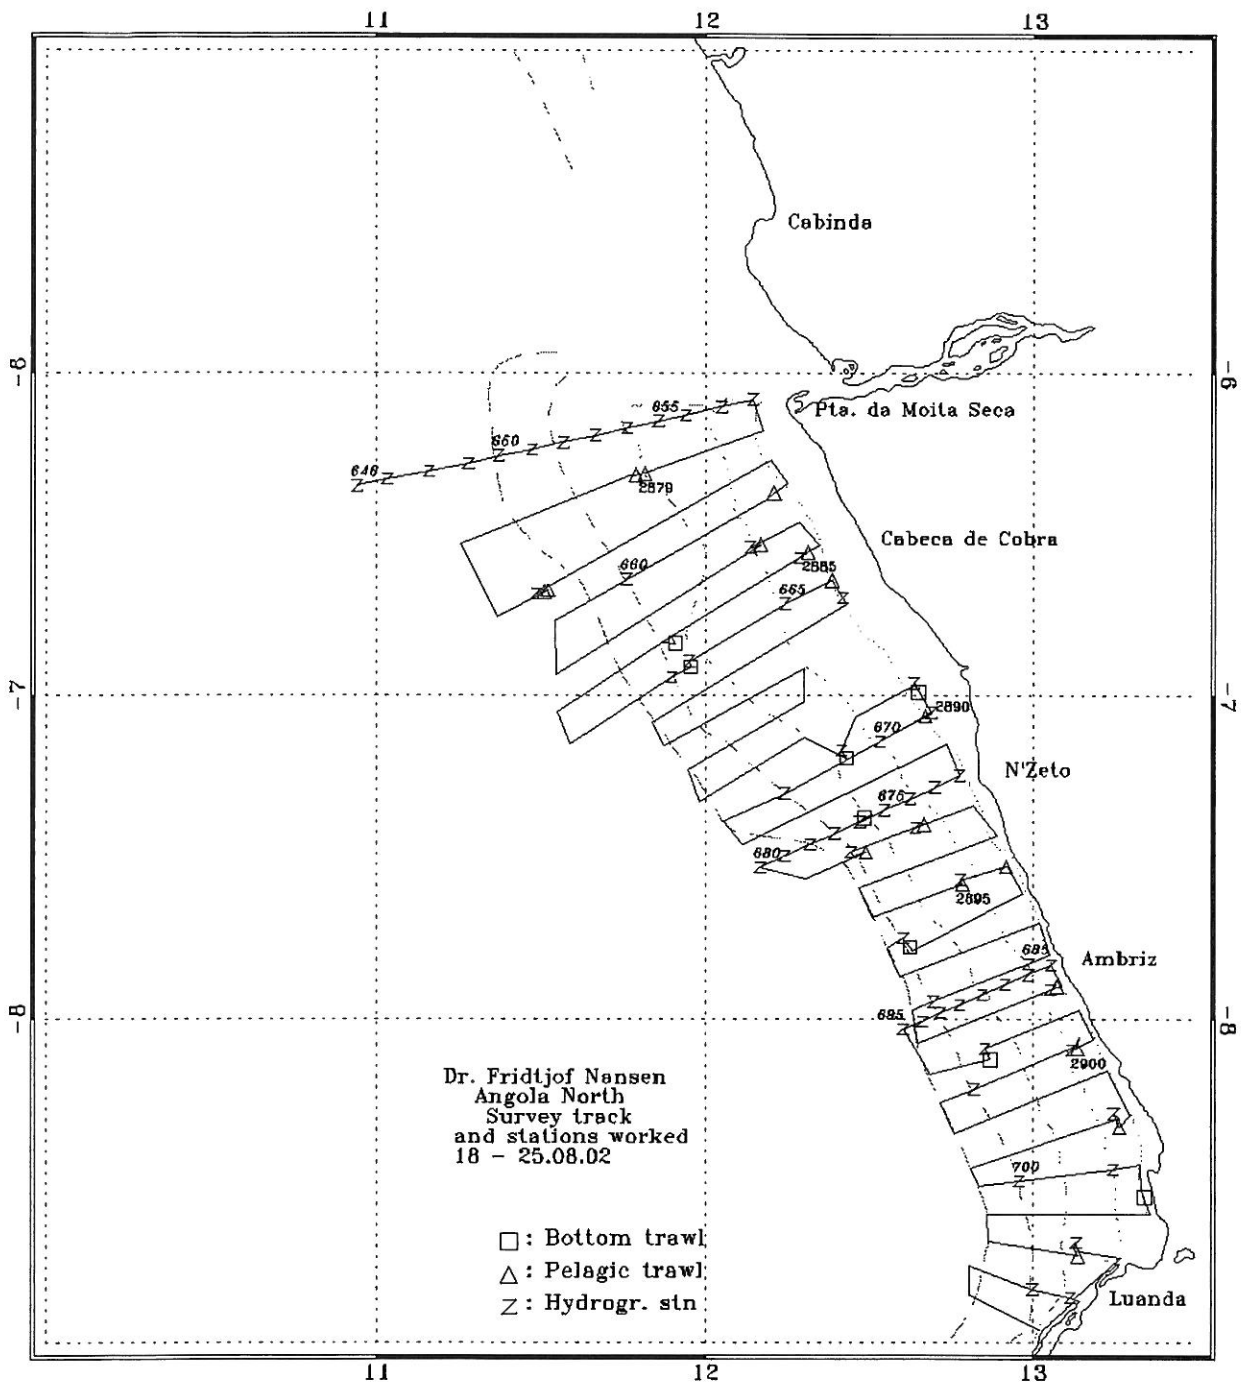 11 12 13
Cabinda
-6 -6
Pta. da Moita Seca
655
660
646
2879
Cabeca de Cobra
660
2885
665
-7 -7
2890
670
N'Zeto
675
680
2895
685
Ambriz
695
-8 -8
2900
Dr. Fridtjof Nansen
Angola North
Survey track
and stations worked
18 - 25.08.02
700
: Bottom trawl
: Pelagic trawl
: Hydrogr. stn
Luanda
11 12 13